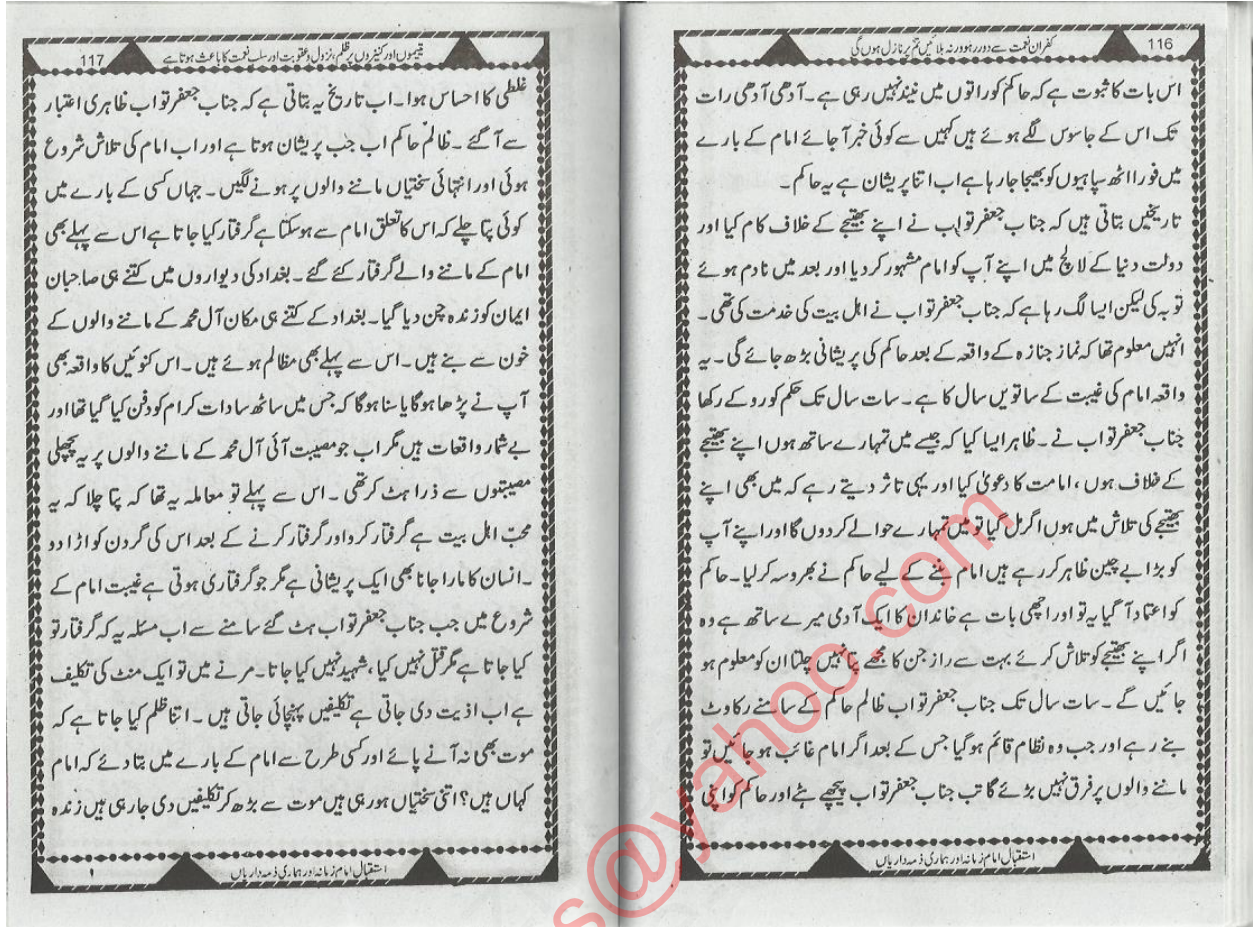 116
کفران نعمت سے دور رہو ورنہ بلائیں تم پر نازل ہوں گی
اس بات کا ثبوت ہے کہ حاکم کو راتوں میں نیند نہیں رہی ہے۔ آدھی آدھی رات
تک اس کے جاسوس لگے ہوئے ہیں کہیں سے کوئی خبر آجائے امام کے بارے
میں فورا اٹھ سپاہیوں کو بھیجا جارہا ہے اب اتنا پریشان ہے یہ حاکم۔
تاریخیں بتاتی ہیں کہ جناب جعفر تواب نے اپنے بھتیجے کے خلاف کام کیا اور
دولت دنیا کے لالچ میں اپنے آپ کو امام مشہور کردیا اور بعد میں نادم ہوئے
توبہ کی لیکن ایسا لگ رہا ہے کہ جناب جعفر تواب نے اہل بیت کی خدمت کی تھی۔
انہیں معلوم تھا کہ نماز جنازہ کے واقعہ کے بعد حاکم کی پریشانی بڑھ جائے گی۔ یہ
واقعہ امام کی غیبت کے ساتویں سال کا ہے۔ سات سال تک حکم کو روکے رکھا
جناب جعفر تواب نے۔ ظاہر ایسا کیا کہ جیسے میں تمہارے ساتھ ہوں اپنے بھتیجے
کے خلاف ہوں، امامت کا دعویٰ کیا اور یہی تاثر دیتے رہے کہ میں بھی اپنے
بھتیجے کی تلاش میں ہوں اگر مل گیا تو میں تمہارے حوالے کردوں گا اور اپنے آپ
کو بڑا بے چین ظاہر کررہے ہیں امام بننے کے لیے حاکم نے بھروسہ کرلیا۔ حاکم
کو اعتماد آگیا یہ تو اور اچھی بات ہے خاندان کا ایک آدمی میرے ساتھ ہے وہ
اگر اپنے بھتیجے کو تلاش کرئے بہت سے راز جن کا مجھے پتا نہیں چلتا ان کو معلوم ہو
جائیں گے۔ سات سال تک جناب جعفر تواب ظالم حاکم کے سامنے رکاوٹ
بنے رہے اور جب وہ نظام قائم ہوگیا جس کے بعد اگر امام غائب ہوجائیں تو
ماننے والوں پر فرق نہیں بڑئے گا تب جناب جعفر تواب پیچھے ہٹے اور حاکم کو اپنی
استقبال امام زمانہ اور ہماری ذمہ داریاں
117
یتیموں اور کنیزوں پر ظلم، نزول وعقوبت اور سلب نعمت کا باعث ہوتا ہے
غلطی کا احساس ہوا۔ اب تاریخ یہ بتاتی ہے کہ جناب جعفر تواب ظاہری اعتبار
سے آگئے۔ ظالم حاکم اب جب پریشان ہوتا ہے اور اب امام کی تلاش شروع
ہوئی اور انتہائی سختیاں ماننے والوں پر ہونے لگیں۔ جہاں کسی کے بارے میں
کوئی پتا چلے کہ اس کا تعلق امام سے ہوسکتا ہے گرفتار کیا جاتا ہے اس سے پہلے بھی
امام کے ماننے والے گرفتار کئے گئے۔ بغداد کی دیواروں میں کتنے ہی صاحبان
ایمان کو زندہ چن دیا گیا۔ بغداد کے کتنے ہی مکان آل محمد کے ماننے والوں کے
خون سے بنے ہیں۔ اس سے پہلے بھی مظالم ہوئے ہیں۔ اس کنوئیں کا واقعہ بھی
آپ نے پڑھا ہوگا یا سنا ہوگا کہ جس میں ساٹھ سادات کرام کو دفن کیا گیا تھا اور
بے شمار واقعات ہیں مگر اب جو مصیبت آئی آل محمد کے ماننے والوں پر یہ پچھلی
مصیبتوں سے ذرا ہٹ کر تھی۔ اس سے پہلے تو معاملہ یہ تھا کہ پتا چلا کہ یہ
محب اہل بیت ہے گرفتار کرو اور گرفتار کرنے کے بعد اس کی گردن کو اڑا دو
۔انسان کا مارا جانا بھی ایک پریشانی ہے مگر جو گرفتاری ہوتی ہے غیبت امام کے
شروع میں جب جناب جعفر تواب ہٹ گئے سامنے سے اب مسئلہ یہ کہ گرفتار تو
کیا جاتا ہے مگر قتل نہیں کیا، شہید نہیں کیا جاتا۔ مرنے میں تو ایک منٹ کی تکلیف
ہے اب اذیت دی جاتی ہے تکلیفیں پہنچائی جاتی ہیں۔ اتنا ظلم کیا جاتا ہے کہ
موت بھی نہ آنے پائے اور کسی طرح سے امام کے بارے میں بتادئے کہ امام
کہاں ہیں؟ اتنی سختیاں ہورہی ہیں موت سے بڑھ کر تکلیفیں دی جارہی ہیں زندہ
استقبال امام زمانہ اور ہماری ذمہ داریاں
۱
s@yahoo.com